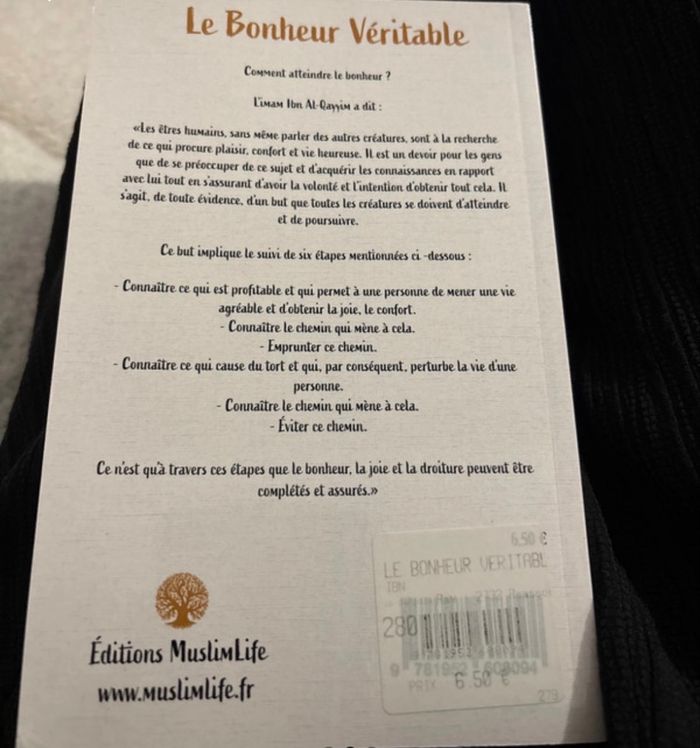 Le Bonheur Véritable
Comment atteindre le bonheur ?
L'imam Ibn Al-Qayyim a dit :
«Les êtres humains, sans même parler des autres créatures, sont à la recherche
de ce qui procure plaisir, confort et vie heureuse. Il est un devoir pour les gens
que de se préoccuper de ce sujet et d'acquérir les connaissances en rapport
avec lui tout en s'assurant d'avoir la volonté et l'intention d'obtenir tout cela. Il
s'agit, de toute évidence, d'un but que toutes les créatures se doivent d'atteindre
et de poursuivre.
Ce but implique le suivi de six étapes mentionnées ci -dessous :
- Connaître ce qui est profitable et qui permet à une personne de mener une vie
agréable et d'obtenir la joie, le confort.
- Connaître le chemin qui mène à cela.
- Emprunter ce chemin.
- Connaître ce qui cause du tort et qui, par conséquent, perturbe la vie d'une
personne.
- Connaître le chemin qui mène à cela.
- Éviter ce chemin.
Ce n'est qu'à travers ces étapes que le bonheur, la joie et la droiture peuvent être
complétés et assurés.»
6.50 €
LE BONHEUR VERITABL
IBN
280
9 781952 608094
PRIX 6.50 €
279
Éditions MuslimLife
www.muslimlife.fr